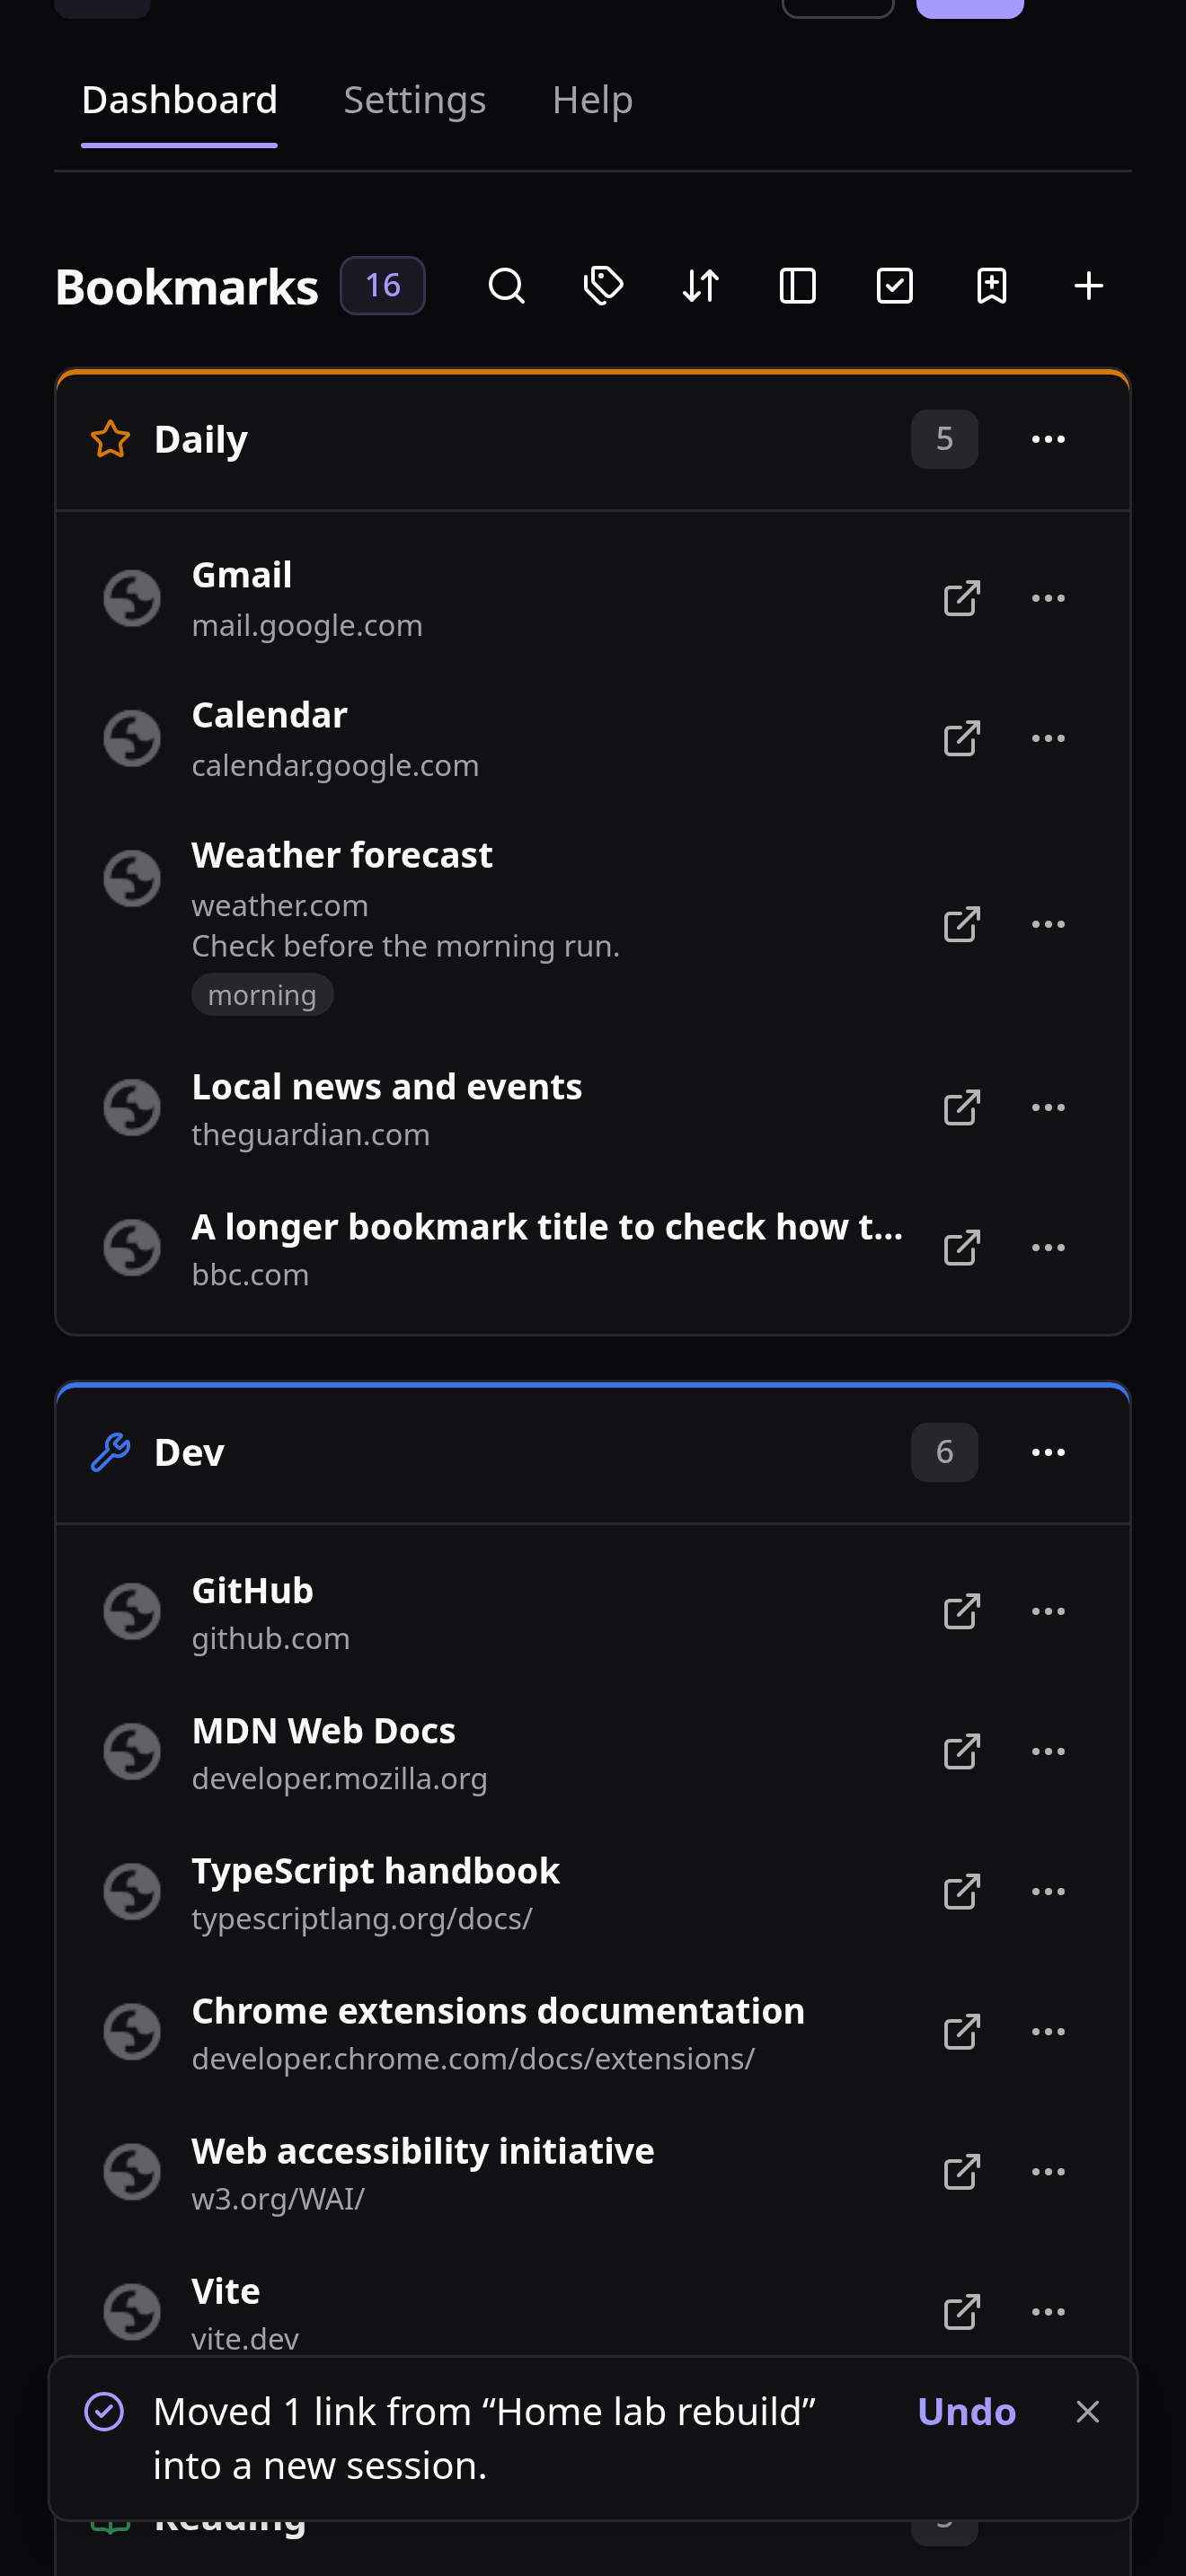 Dashboard Settings Help
Bookmarks 16
Daily 5
Gmail
mail.google.com
Calendar
calendar.google.com
Weather forecast
weather.com
Check before the morning run.
morning
Local news and events
theguardian.com
A longer bookmark title to check how t…
bbc.com
Dev 6
GitHub
github.com
MDN Web Docs
developer.mozilla.org
TypeScript handbook
typescriptlang.org/docs/
Chrome extensions documentation
developer.chrome.com/docs/extensions/
Web accessibility initiative
w3.org/WAI/
Vite
vite.dev
Moved 1 link from “Home lab rebuild” Undo
into a new session.
Reading